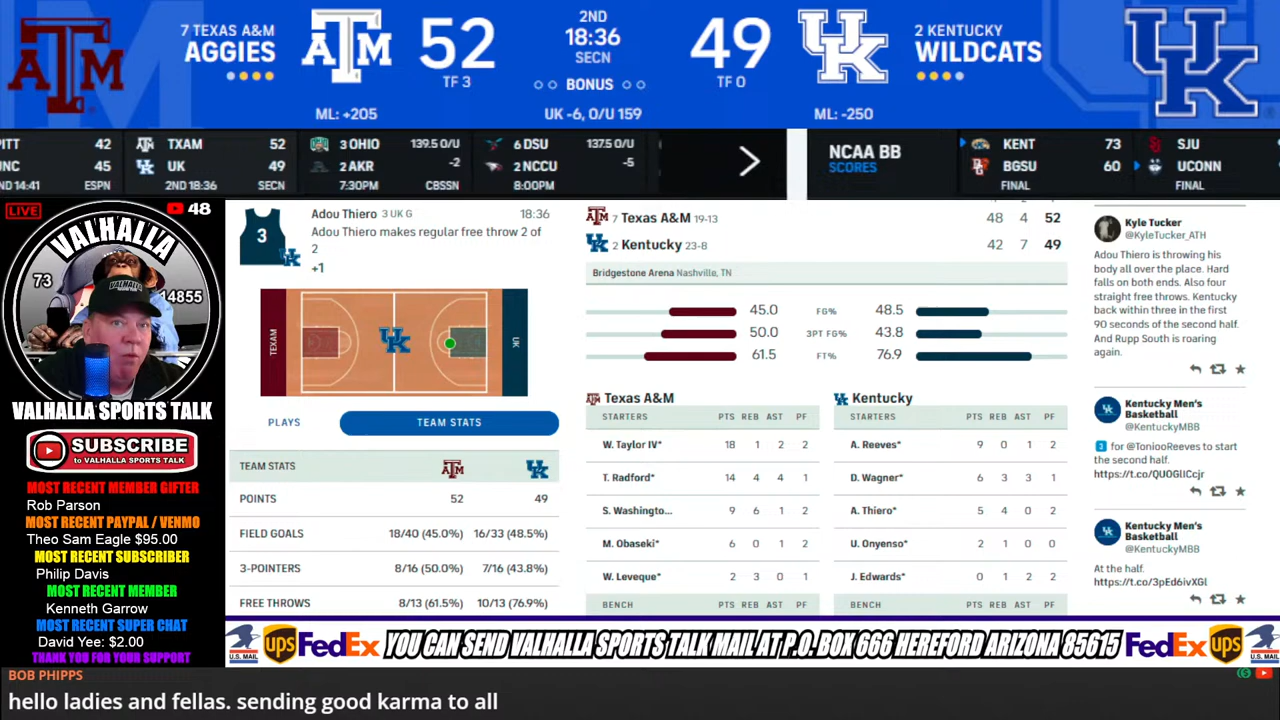 7 TEXAS A&M
AGGIES
ATM
52
TF 3
2ND
18:36
SECN
BONUS
49
TF 0
2 KENTUCKY
WILDCATS
ML: +205
UK -6, O/U 159
ML: -250
PITT 42
UNC 45
2ND 14:41 ESPN
TXAM 52
UK 49
2ND 18:36 SECN
3 OHIO 139.5 O/U
2 AKR -2
7:30PM CBSSN
6 DSU 137.5 O/U
2 NCCU -5
8:00PM
NCAA BB
SCORES
KENT 73
BGSU 60
FINAL
SJU
UCONN
FINAL
LIVE
48
VALHALLA
73
14855
VALHALLA
VALHALLA SPORTS TALK
SUBSCRIBE
to VALHALLA SPORTS TALK
MOST RECENT MEMBER GIFTER
Rob Parson
MOST RECENT PAYPAL / VENMO
Theo Sam Eagle $95.00
MOST RECENT SUBSCRIBER
Philip Davis
MOST RECENT MEMBER
Kenneth Garrow
MOST RECENT SUPER CHAT
David Yee: $2.00
THANK YOU FOR YOUR SUPPORT
3
Adou Thiero 3 UK G 18:36
Adou Thiero makes regular free throw 2 of
2
+1
TEXAM
UK
PLAYS
TEAM STATS
TEAM STATS
POINTS 52 49
FIELD GOALS 18/40 (45.0%) 16/33 (48.5%)
3-POINTERS 8/16 (50.0%) 7/16 (43.8%)
FREE THROWS 8/13 (61.5%) 10/13 (76.9%)
7 Texas A&M 19-13 48 4 52
2 Kentucky 23-8 42 7 49
Bridgestone Arena Nashville, TN
45.0 FG% 48.5
50.0 3PT FG% 43.8
61.5 FT% 76.9
Texas A&M
STARTERS PTS REB AST PF
W. Taylor IV* 18 1 2 2
T. Radford* 14 4 4 1
S. Washingto... 9 6 1 2
M. Obaseki* 6 0 1 2
W. Leveque* 2 3 0 1
BENCH PTS REB AST PF
Kentucky
STARTERS PTS REB AST PF
A. Reeves* 9 0 1 2
D. Wagner* 6 3 3 1
A. Thiero* 5 4 0 2
U. Onyenso* 2 1 0 0
J. Edwards* 0 1 2 2
BENCH PTS REB AST PF
Kyle Tucker
@KyleTucker_ATH
Adou Thiero is throwing his
body all over the place. Hard
falls on both ends. Also four
straight free throws. Kentucky
back within three in the first
90 seconds of the second half.
And Rupp South is roaring
again.
Kentucky Men's
Basketball
@KentuckyMBB
3 for @ToniooReeves to start
the second half.
https://t.co/QUOGlICcjr
Kentucky Men's
Basketball
@KentuckyMBB
At the half.
https://t.co/3pEd6ivXGl
U.S. MAIL ups FedEx YOU CAN SEND VALHALLA SPORTS TALK MAIL AT P.O. BOX 666 HEREFORD ARIZONA 85615 FedEx ups U.S. MAIL
BOB PHIPPS
hello ladies and fellas. sending good karma to all